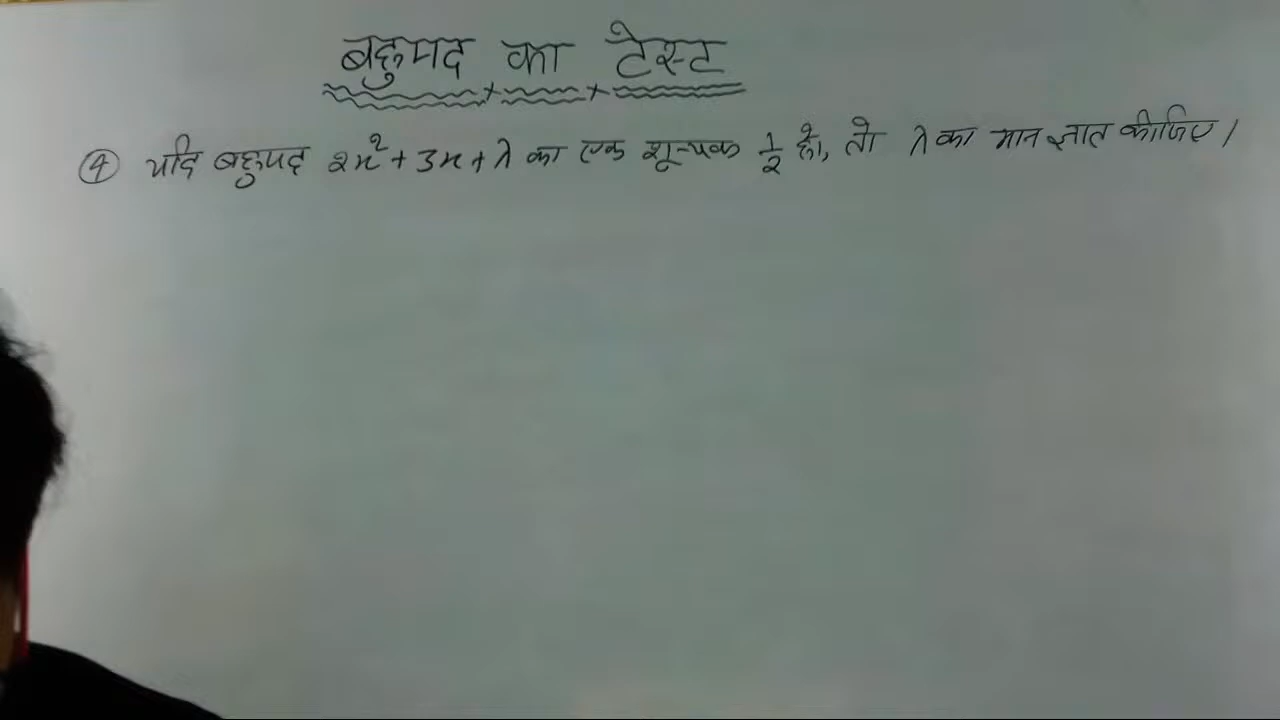 बहुपद का टेस्ट
④ यदि बहुपद 2x² + 3x + λ का एक शून्यक 1/2 हो, तो λ का मान ज्ञात कीजिए।